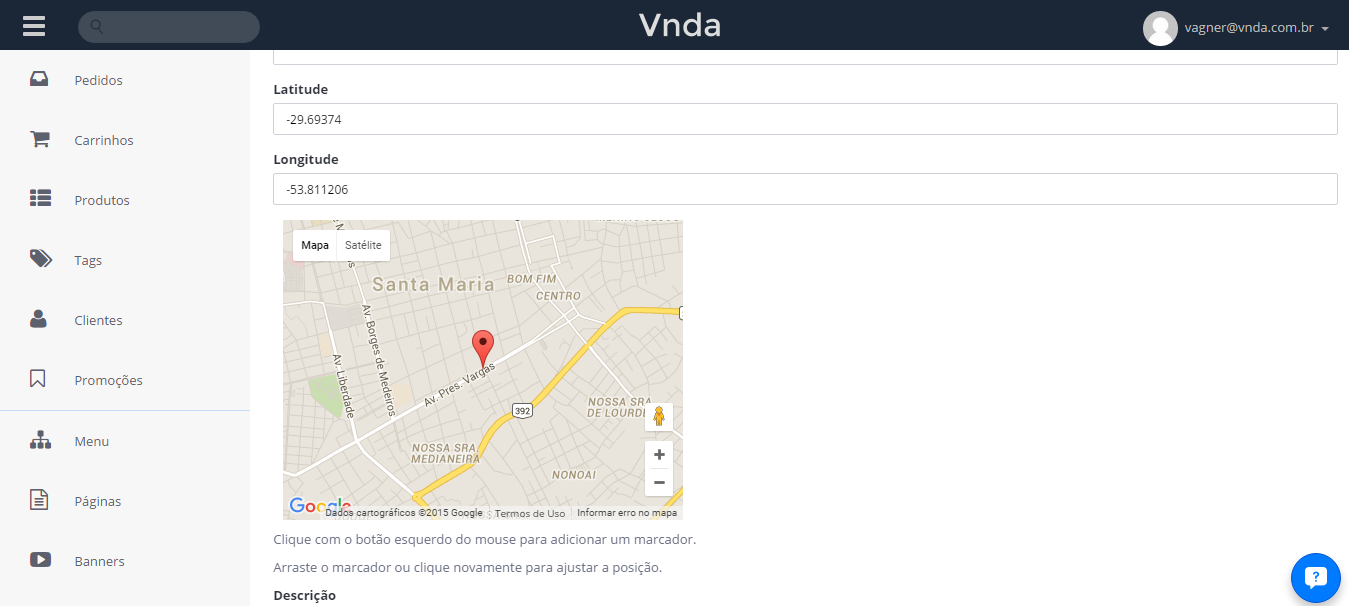 Vnda
vagner@vnda.com.br
Pedidos
Carrinhos
Produtos
Tags
Clientes
Promoções
Menu
Páginas
Banners
Latitude
-29.69374
Longitude
-53.811206
Mapa
Satélite
Santa Maria
BOM FIM
CENTRO
Av. Borges de Medeiros
Av. Liberdade
Av. Pres. Vargas
392
NOSSA SRA.
DE LOURD
NOSSA SRA.
MEDIANEIRA
NONOAI
Google
Dados cartográficos ©2015 Google
Termos de Uso
Informar erro no mapa
Clique com o botão esquerdo do mouse para adicionar um marcador.
Arraste o marcador ou clique novamente para ajustar a posição.
Descrição